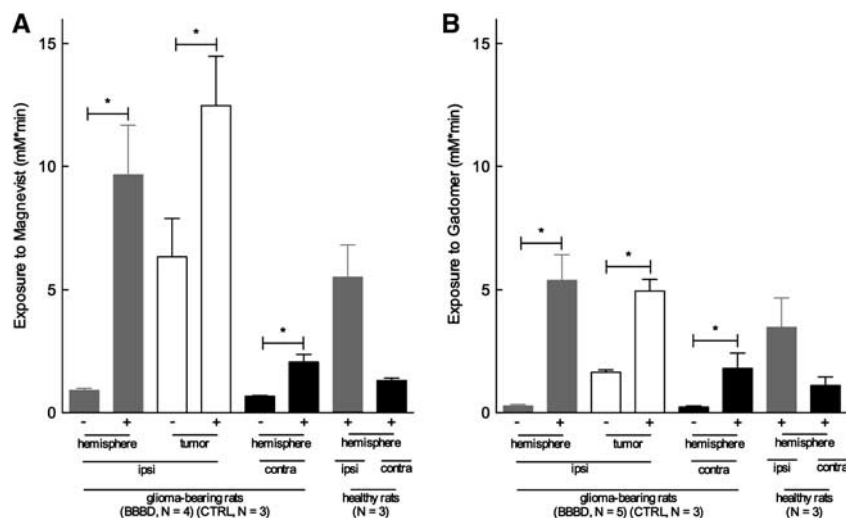 A
Exposure to Magnevist (mM*min)
15
10
5
0
*
*
*
- + - + - + + +
hemisphere tumor hemisphere hemisphere
ipsi contra ipsi contra
glioma-bearing rats healthy rats
(BBBD, N = 4) (CTRL, N = 3) (N = 3)
B
Exposure to Gadomer (mM*min)
15
10
5
0
*
*
*
- + - + - + + +
hemisphere tumor hemisphere hemisphere
ipsi contra ipsi contra
glioma-bearing rats healthy rats
(BBBD, N = 5) (CTRL, N = 3) (N = 3)